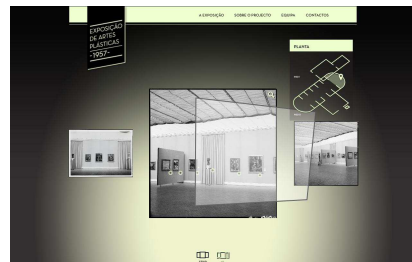 A EXPOSIÇÃO
SOBRE O PROJECTO
EQUIPA
CONTACTOS
EXPOSIÇÃO
DE ARTES
PLÁSTICAS
·1957·
PLANTA